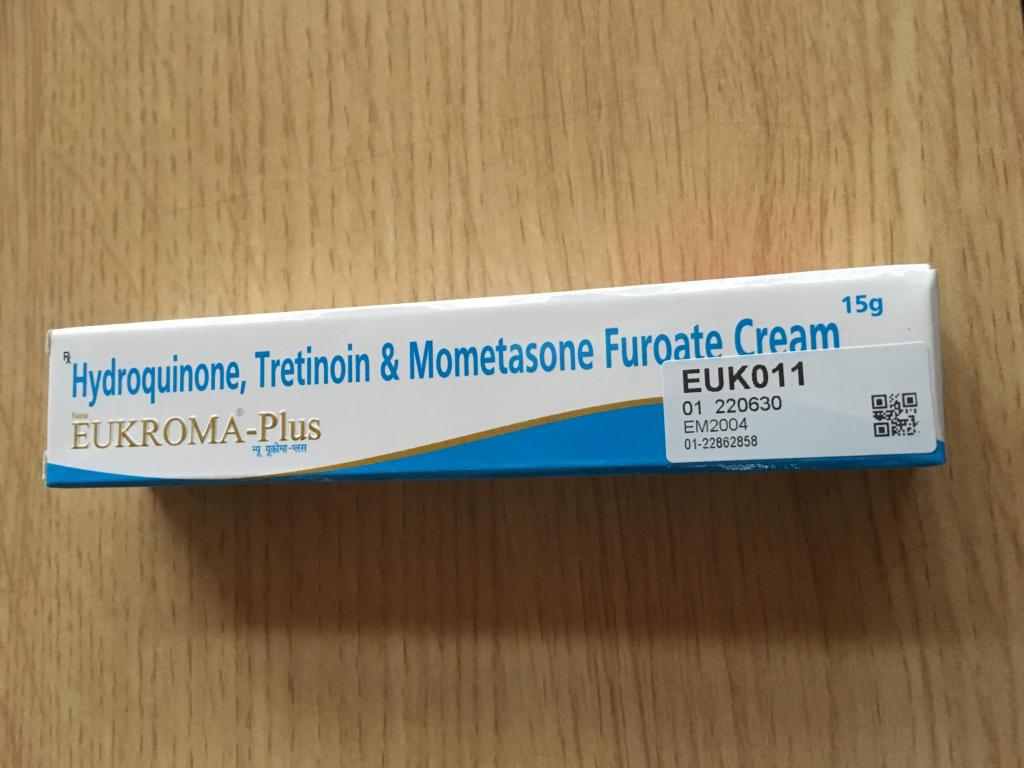 Rx Hydroquinone, Tretinoin & Mometasone Furoate Cream 15g
New
EUKROMA®-Plus
न्यू यूक्रोमा-प्लस
EUK011
01 220630
EM2004
01-22862858